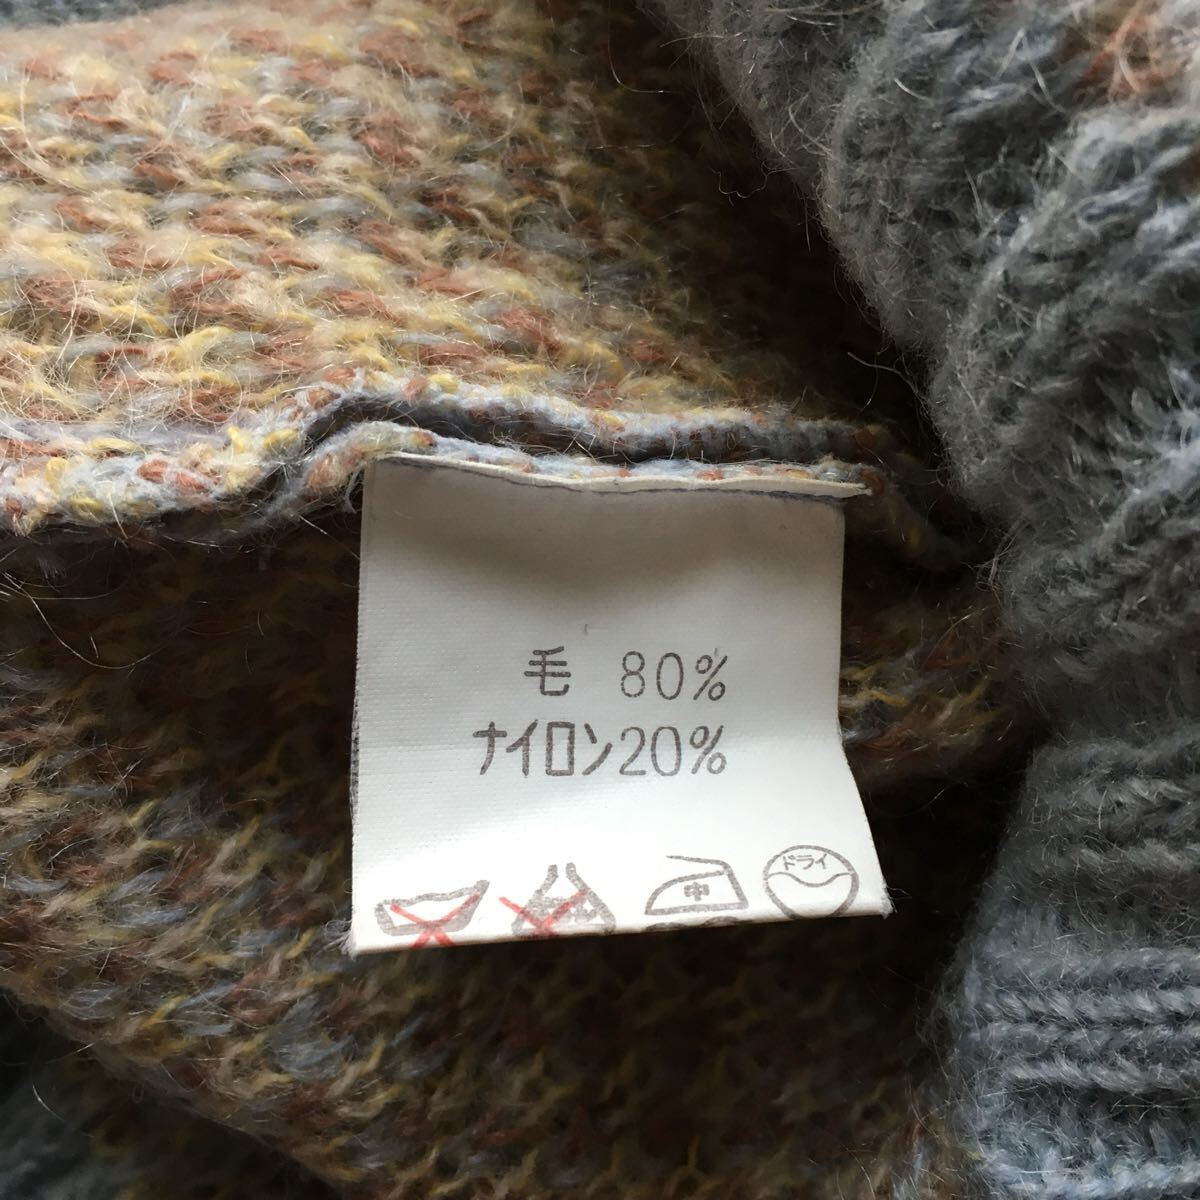 毛 80%
ナイロン20%
中
ドライ